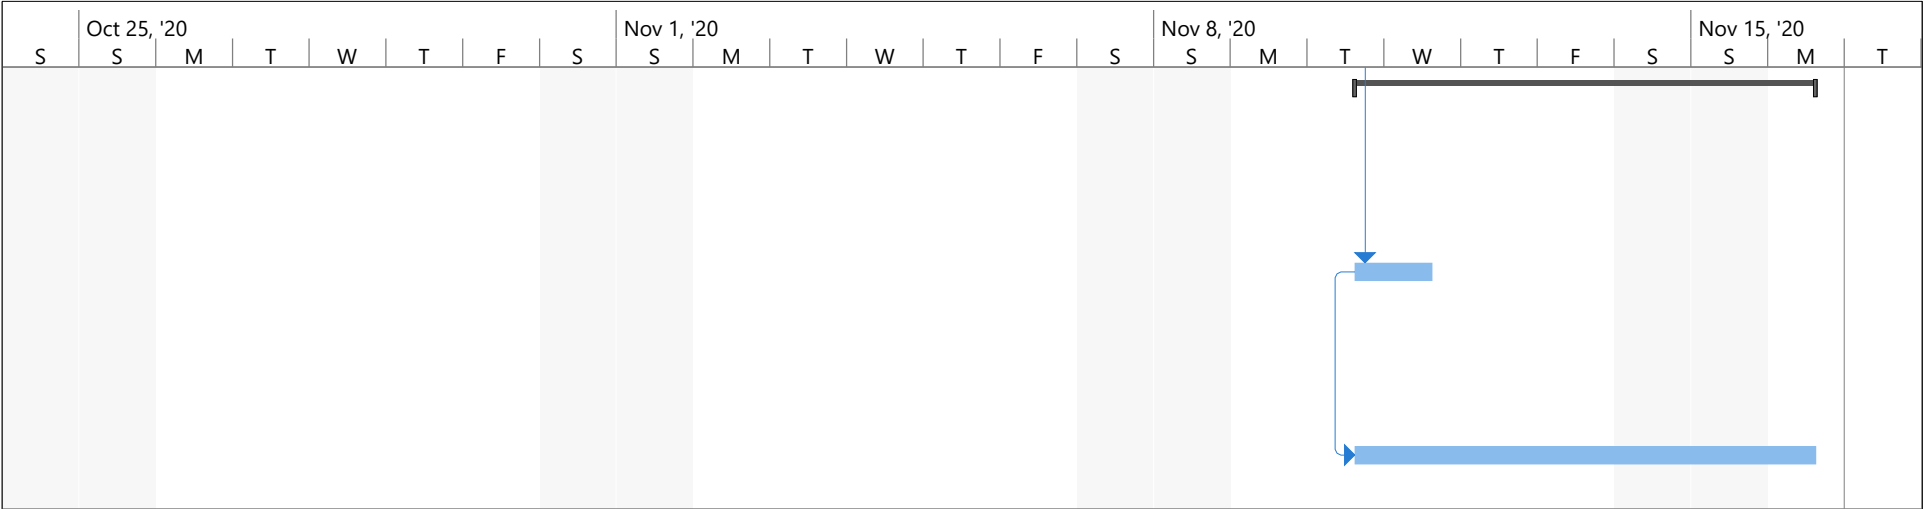 Oct 25, '20 Nov 1, '20 Nov 8, '20 Nov 15, '20
S S M T W T F S S M T W T F S S M T W T F S S M T